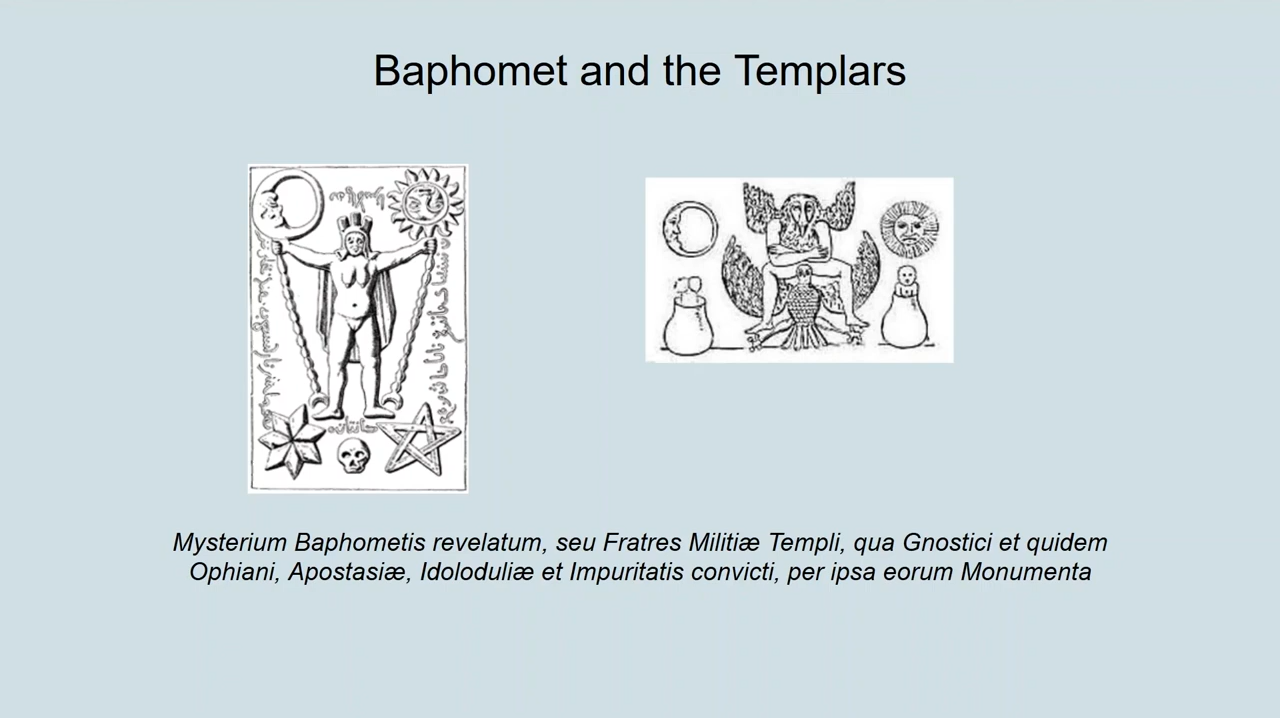 Baphomet and the Templars
Mysterium Baphometis revelatum, seu Fratres Militiæ Templi, qua Gnostici et quidem
Ophiani, Apostasiæ, Idoloduliæ et Impuritatis convicti, per ipsa eorum Monumenta